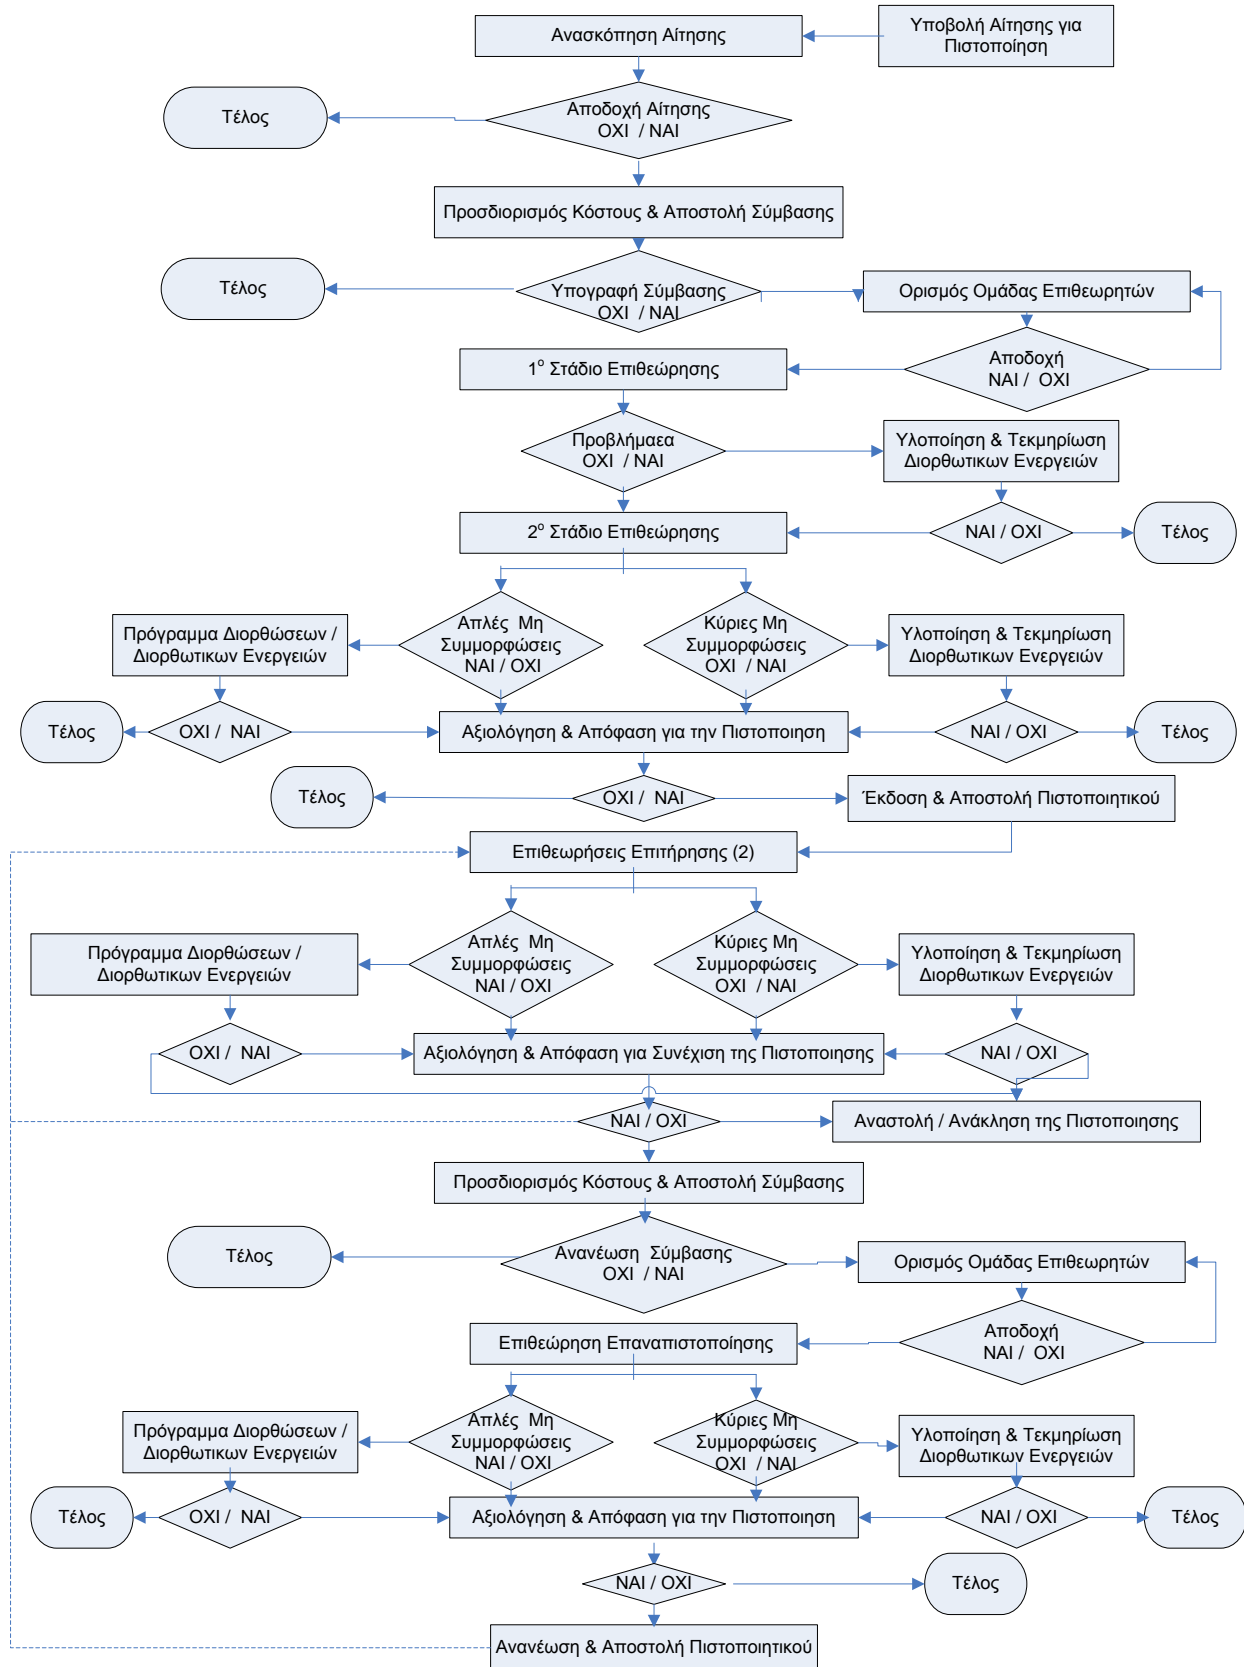 Υποβολή Αίτησης για
Πιστοποίηση
Ανασκόπηση Αίτησης
Αποδοχή Αίτησης
ΟΧΙ / ΝΑΙ
Τέλος
Προσδιορισμός Κόστους & Αποστολή Σύμβασης
Τέλος
Υπογραφή Σύμβασης
ΟΧΙ / ΝΑΙ
Ορισμός Ομάδας Επιθεωρητών
Αποδοχή
ΝΑΙ / ΟΧΙ
1ο Στάδιο Επιθεώρησης
Προβλήμαεα
ΟΧΙ / ΝΑΙ
Υλοποίηση & Τεκμηρίωση
Διορθωτικων Ενεργειών
2ο Στάδιο Επιθεώρησης
ΝΑΙ / ΟΧΙ
Τέλος
Πρόγραμμα Διορθώσεων /
Διορθωτικων Ενεργειών
Απλές Μη
Συμμορφώσεις
ΝΑΙ / ΟΧΙ
Κύριες Μη
Συμμορφώσεις
ΟΧΙ / ΝΑΙ
Υλοποίηση & Τεκμηρίωση
Διορθωτικων Ενεργειών
Τέλος
ΟΧΙ / ΝΑΙ
Αξιολόγηση & Απόφαση για την Πιστοποιηση
ΝΑΙ / ΟΧΙ
Τέλος
Τέλος
ΟΧΙ / ΝΑΙ
Έκδοση & Αποστολή Πιστοποιητικού
Επιθεωρήσεις Επιτήρησης (2)
Πρόγραμμα Διορθώσεων /
Διορθωτικων Ενεργειών
Απλές Μη
Συμμορφώσεις
ΝΑΙ / ΟΧΙ
Κύριες Μη
Συμμορφώσεις
ΟΧΙ / ΝΑΙ
Υλοποίηση & Τεκμηρίωση
Διορθωτικων Ενεργειών
ΟΧΙ / ΝΑΙ
Αξιολόγηση & Απόφαση για Συνέχιση της Πιστοποιησης
ΝΑΙ / ΟΧΙ
ΝΑΙ / ΟΧΙ
Αναστολή / Ανάκληση της Πιστοποιησης
Προσδιορισμός Κόστους & Αποστολή Σύμβασης
Τέλος
Ανανέωση Σύμβασης
ΟΧΙ / ΝΑΙ
Ορισμός Ομάδας Επιθεωρητών
Αποδοχή
ΝΑΙ / ΟΧΙ
Επιθεώρηση Επαναπιστοποίησης
Πρόγραμμα Διορθώσεων /
Διορθωτικων Ενεργειών
Απλές Μη
Συμμορφώσεις
ΝΑΙ / ΟΧΙ
Κύριες Μη
Συμμορφώσεις
ΟΧΙ / ΝΑΙ
Υλοποίηση & Τεκμηρίωση
Διορθωτικων Ενεργειών
Τέλος
ΟΧΙ / ΝΑΙ
Αξιολόγηση & Απόφαση για την Πιστοποιηση
ΝΑΙ / ΟΧΙ
Τέλος
ΝΑΙ / ΟΧΙ
Τέλος
Ανανέωση & Αποστολή Πιστοποιητικού